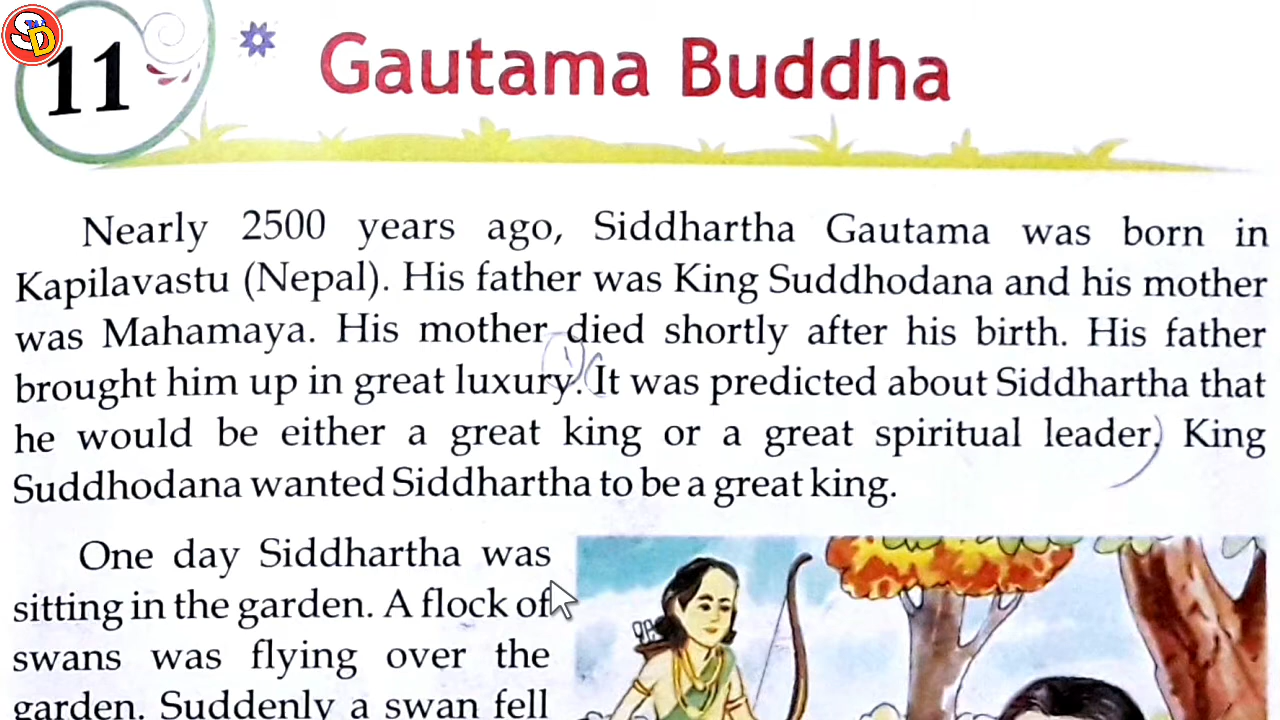 SD
11
Gautama Buddha
Nearly 2500 years ago, Siddhartha Gautama was born in
Kapilavastu (Nepal). His father was King Suddhodana and his mother
was Mahamaya. His mother died shortly after his birth. His father
brought him up in great luxury. It was predicted about Siddhartha that
he would be either a great king or a great spiritual leader. King
Suddhodana wanted Siddhartha to be a great king.
One day Siddhartha was
sitting in the garden. A flock of
swans was flying over the
garden. Suddenly a swan fell